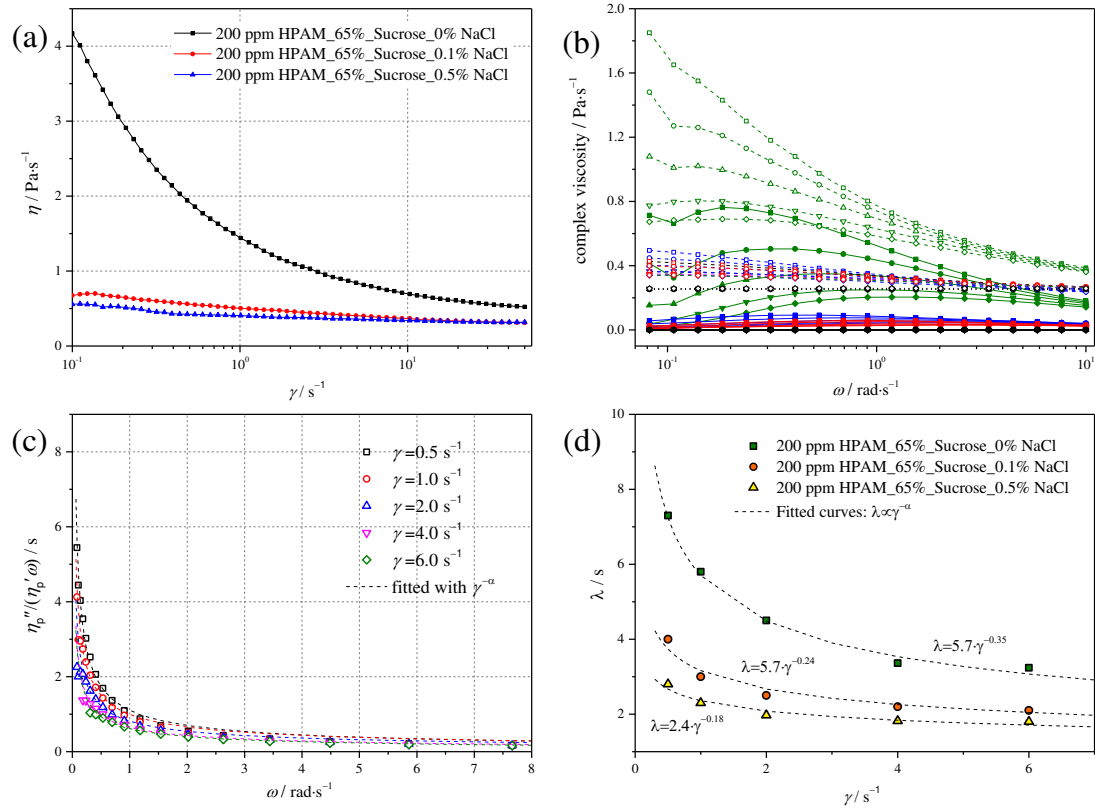 (a)
200 ppm HPAM_65%_Sucrose_0% NaCl
200 ppm HPAM_65%_Sucrose_0.1% NaCl
200 ppm HPAM_65%_Sucrose_0.5% NaCl
η / Pa·s⁻¹
4
3
2
1
0
10⁻¹
10⁰
10¹
γ / s⁻¹
(b)
complex viscosity / Pa·s⁻¹
2.0
1.6
1.2
0.8
0.4
0.0
10⁻¹
10⁰
10¹
ω / rad·s⁻¹
(c)
γ=0.5 s⁻¹
γ=1.0 s⁻¹
γ=2.0 s⁻¹
γ=4.0 s⁻¹
γ=6.0 s⁻¹
fitted with γ^−α
ηₚ''/(ηₚ'ω) / s
8
6
4
2
0
0 1 2 3 4 5 6 7 8
ω / rad·s⁻¹
(d)
200 ppm HPAM_65%_Sucrose_0% NaCl
200 ppm HPAM_65%_Sucrose_0.1% NaCl
200 ppm HPAM_65%_Sucrose_0.5% NaCl
Fitted curves: λ∝γ^−α
λ / s
10
8
6
4
2
λ=5.7·γ^−0.35
λ=5.7·γ^−0.24
λ=2.4·γ^−0.18
0 2 4 6
γ / s⁻¹